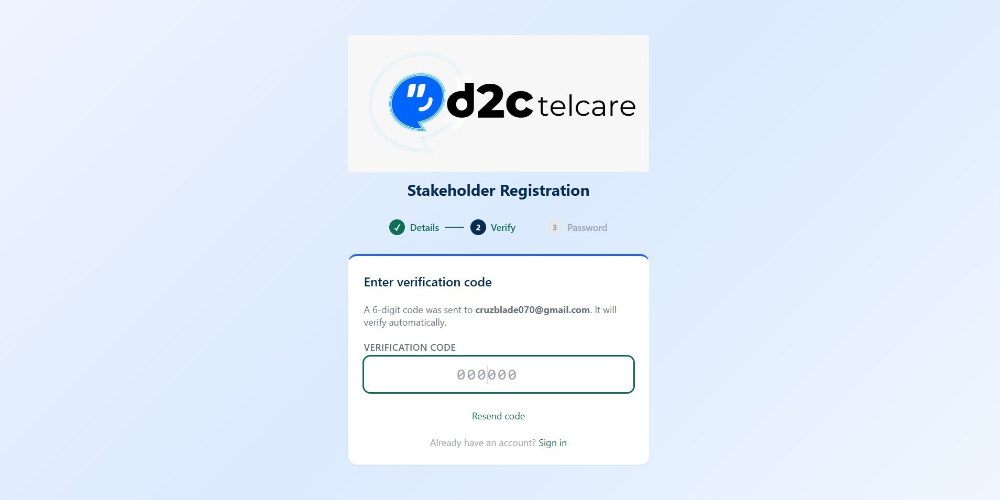 d2c telcare
Stakeholder Registration
✓ Details 2 Verify 3 Password
Enter verification code
A 6-digit code was sent to cruzblade070@gmail.com. It will
verify automatically.
VERIFICATION CODE
000000
Resend code
Already have an account? Sign in